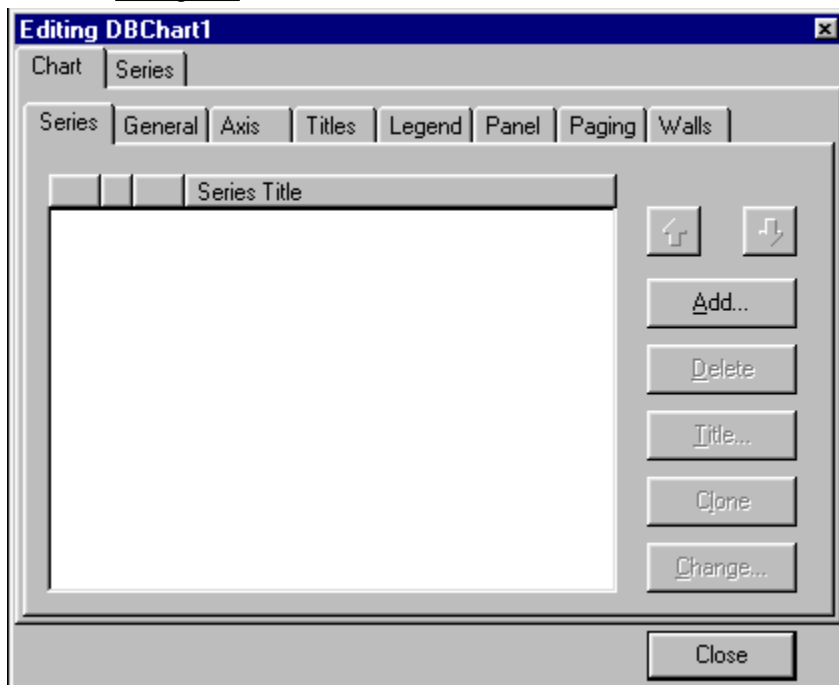 Editing DBChart1
Chart Series
Series General Axis Titles Legend Panel Paging Walls
Series Title
Add...
Delete
Title...
Clone
Change...
Close